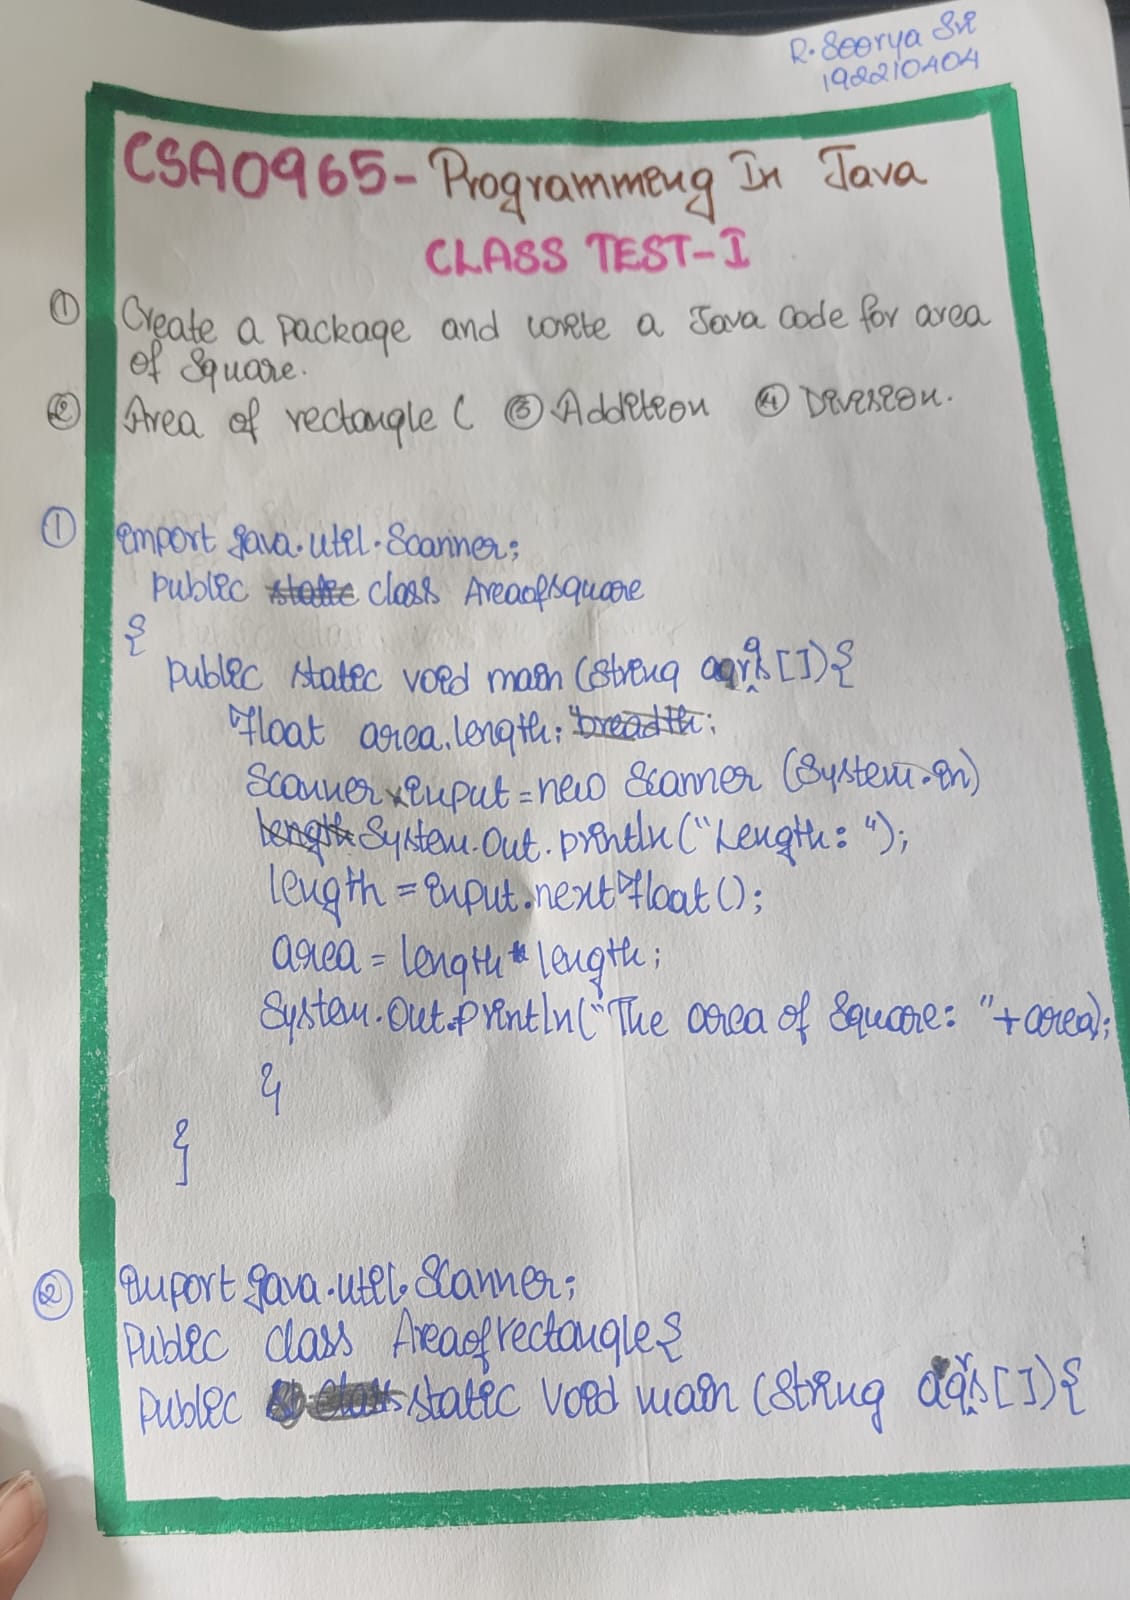 R. Soorya Sri
192210404
CSA0965- Programming In Java
CLASS TEST-I
① Create a package and write a Java code for area
of Square.
② Area of rectangle ( ③ Addition ④ Division.
① import java.util.Scanner;
public static class Areaofsquare
{
public static void main (String args []){
float area, length; breadth;
Scanner input = new Scanner (System.in)
length System.out.println("Length: ");
length = input.nextFloat();
area = length * length;
System.out.println("The area of Square: "+area);
}
}
② import java.util.Scanner;
Public class Areaofrectangle{
public static void main (String args []){